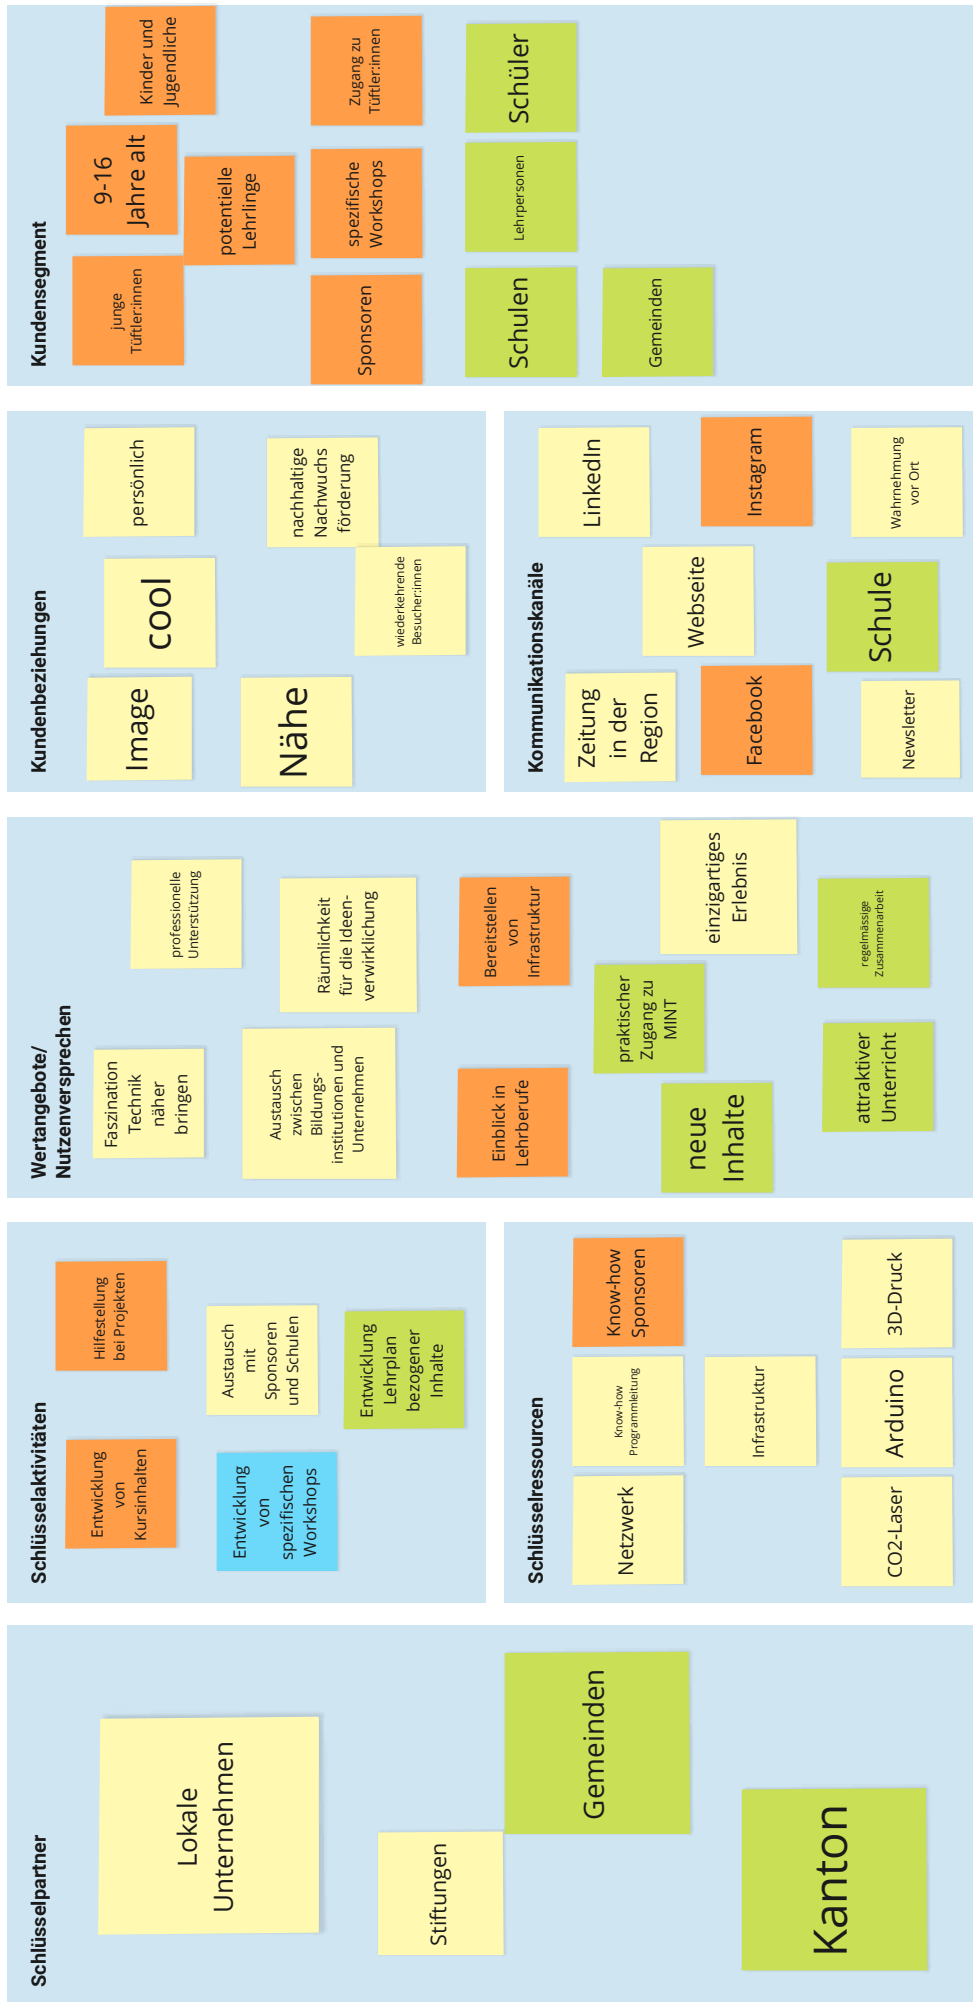 Schlüsselpartner
Lokale
Unternehmen
Stiftungen
Gemeinden
Kanton
Schlüsselaktivitäten
Entwicklung
von
Kursinhalten
Hilfestellung
bei Projekten
Entwicklung
von
spezifischen
Workshops
Austausch
mit
Sponsoren
und Schulen
Entwicklung
Lehrplan
bezogener
Inhalte
Schlüsselressourcen
Netzwerk
Know-how
Programmleitung
Know-how
Sponsoren
Infrastruktur
CO2-Laser
Arduino
3D-Druck
Wertangebote/
Nutzenversprechen
Faszination
Technik
näher
bringen
professionelle
Unterstützung
Austausch
zwischen
Bildungs-
institutionen und
Unternehmen
Räumlichkeit
für die Ideen-
verwirklichung
Einblick in
Lehrberufe
Bereitstellen
von
Infrastruktur
praktischer
Zugang zu
MINT
neue
Inhalte
einzigartiges
Erlebnis
attraktiver
Unterricht
regelmässige
Zusammenarbeit
Kundenbeziehungen
Image
cool
persönlich
Nähe
nachhaltige
Nachwuchs
förderung
wiederkehrende
Besucher:innen
Kommunikationskanäle
Zeitung
in der
Region
Webseite
LinkedIn
Facebook
Instagram
Newsletter
Schule
Wahrnehmung
vor Ort
Kundensegment
junge
Tüftler:innen
9-16
Jahre alt
Kinder und
Jugendliche
potentielle
Lehrlinge
Sponsoren
spezifische
Workshops
Zugang zu
Tüftler:innen
Schulen
Lehrpersonen
Schüler
Gemeinden